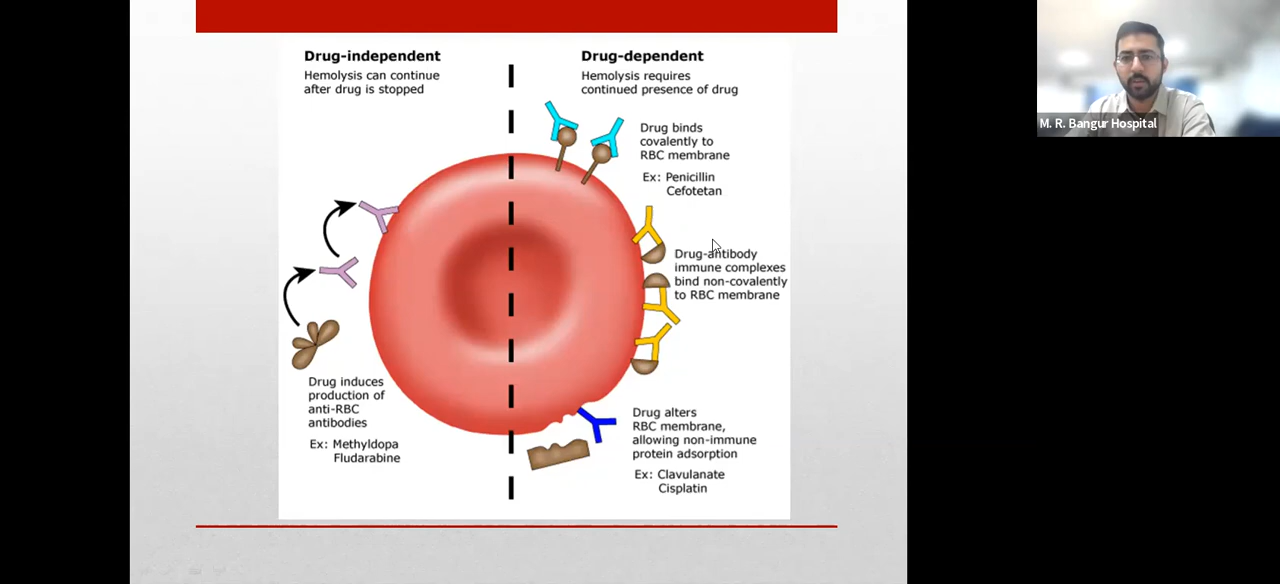 Drug-independent
Hemolysis can continue
after drug is stopped
Drug induces
production of
anti-RBC
antibodies
Ex: Methyldopa
Fludarabine
Drug-dependent
Hemolysis requires
continued presence of drug
Drug binds
covalently to
RBC membrane
Ex: Penicillin
Cefotetan
Drug-antibody
immune complexes
bind non-covalently
to RBC membrane
Drug alters
RBC membrane,
allowing non-immune
protein adsorption
Ex: Clavulanate
Cisplatin
M. R. Bangur Hospital